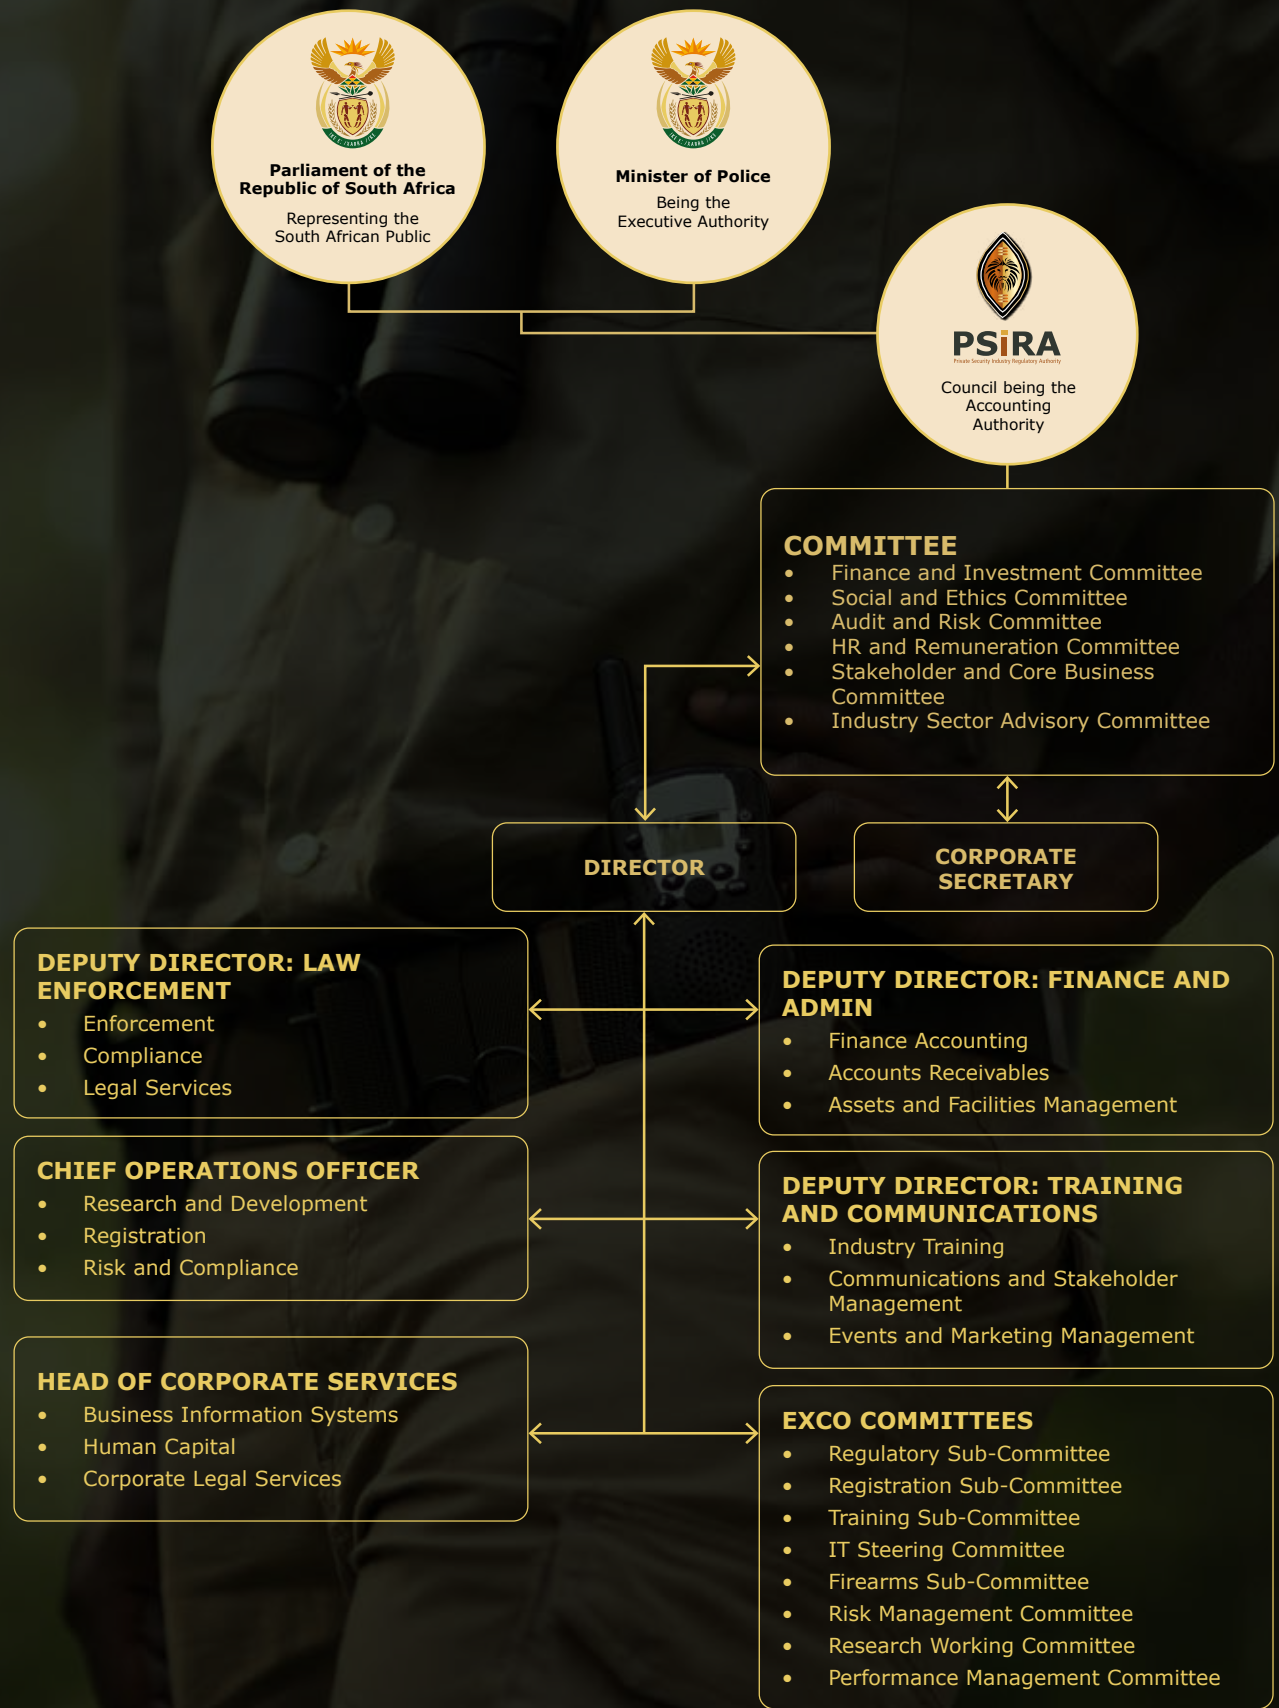 Parliament of the
Republic of South Africa
Representing the
South African Public
Minister of Police
Being the
Executive Authority
PSiRA
Private Security Industry Regulatory Authority
Council being the
Accounting
Authority
COMMITTEE
• Finance and Investment Committee
• Social and Ethics Committee
• Audit and Risk Committee
• HR and Remuneration Committee
• Stakeholder and Core Business
Committee
• Industry Sector Advisory Committee
DIRECTOR
CORPORATE
SECRETARY
DEPUTY DIRECTOR: LAW
ENFORCEMENT
• Enforcement
• Compliance
• Legal Services
DEPUTY DIRECTOR: FINANCE AND
ADMIN
• Finance Accounting
• Accounts Receivables
• Assets and Facilities Management
CHIEF OPERATIONS OFFICER
• Research and Development
• Registration
• Risk and Compliance
DEPUTY DIRECTOR: TRAINING
AND COMMUNICATIONS
• Industry Training
• Communications and Stakeholder
Management
• Events and Marketing Management
HEAD OF CORPORATE SERVICES
• Business Information Systems
• Human Capital
• Corporate Legal Services
EXCO COMMITTEES
• Regulatory Sub-Committee
• Registration Sub-Committee
• Training Sub-Committee
• IT Steering Committee
• Firearms Sub-Committee
• Risk Management Committee
• Research Working Committee
• Performance Management Committee